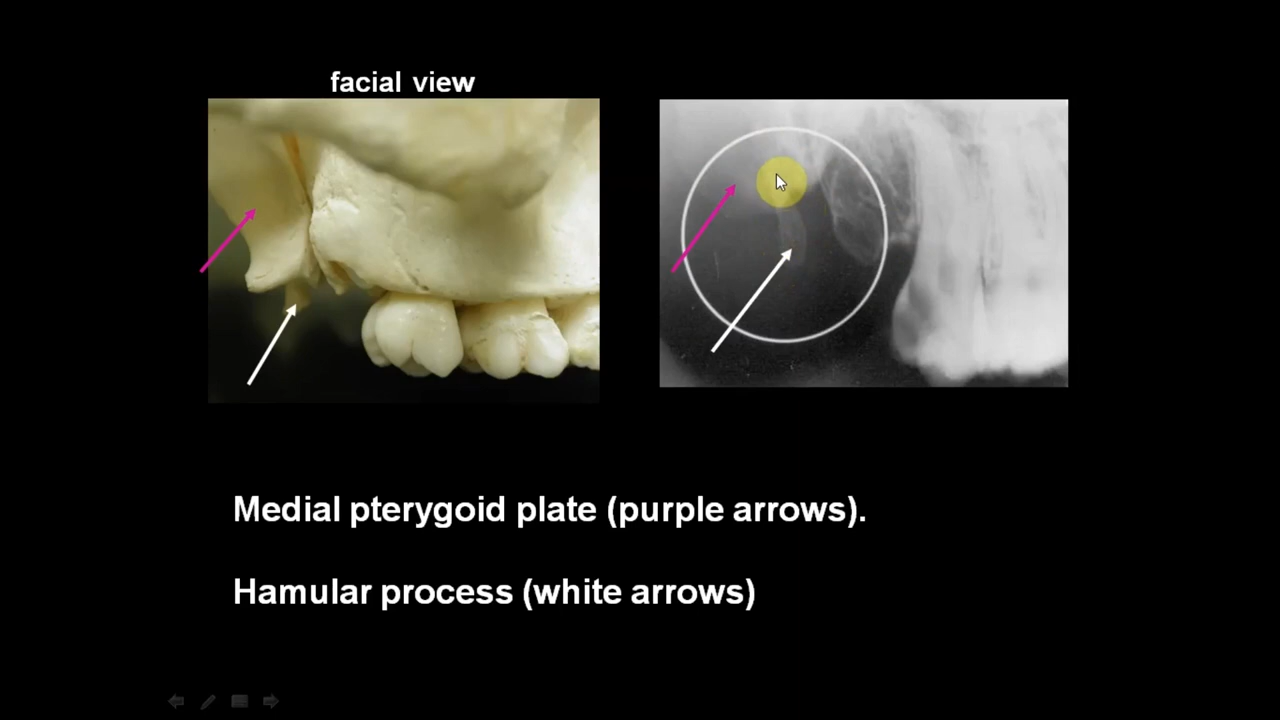 facial view
Medial pterygoid plate (purple arrows).
Hamular process (white arrows)